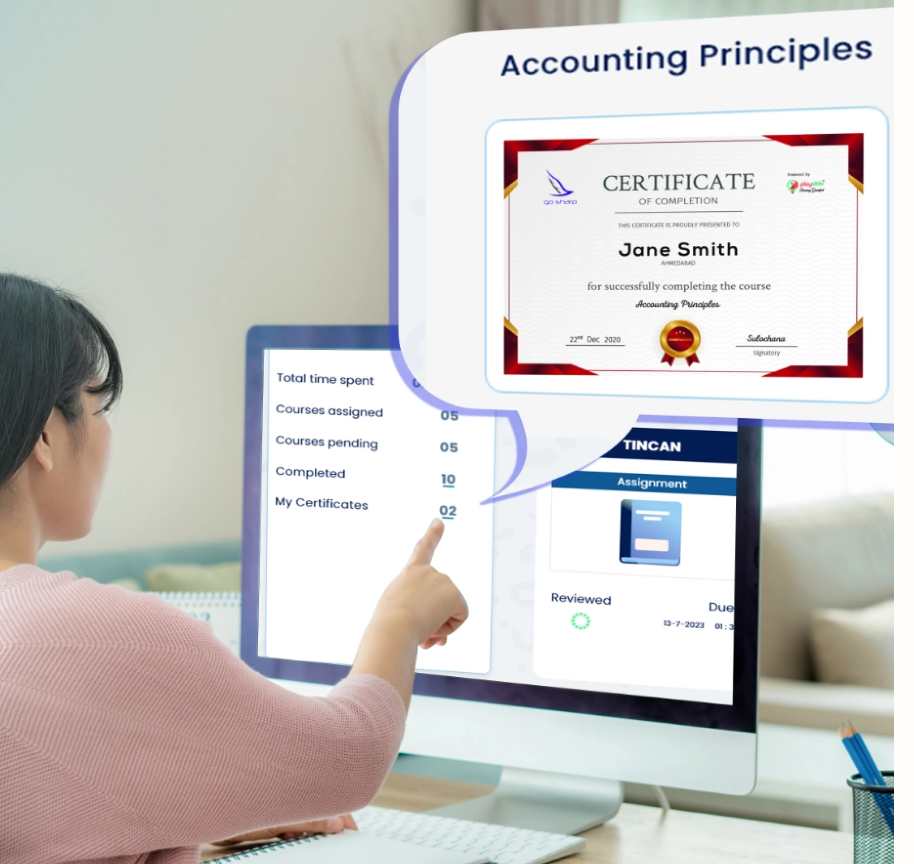 Accounting Principles
go sharp
CERTIFICATE
Powered by
OF COMPLETION
THIS CERTIFICATE IS PROUDLY PRESENTED TO
Jane Smith
AHMEDABAD
for successfully completing the course
Accounting Principles
22ⁿᵈ Dec 2020
Sulochana
Signatory
Total time spent
Courses assigned 05
Courses pending 05
Completed 10
My Certificates 02
TINCAN
Assignment
Reviewed
Due
13-7-2023 01 : 3